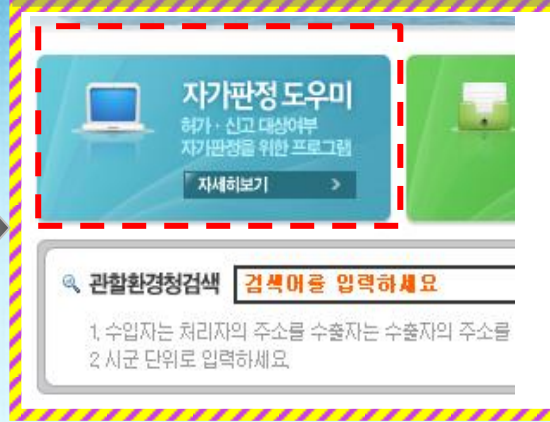 자가판정 도우미
허가 · 신고 대상여부
자가판정을 위한 프로그램
자세히보기 >
관할환경청검색 검색어를 입력하세요
1. 수입자는 처리자의 주소를 수출자는 수출자의 주소를
2 시군 단위로 입력하세요.